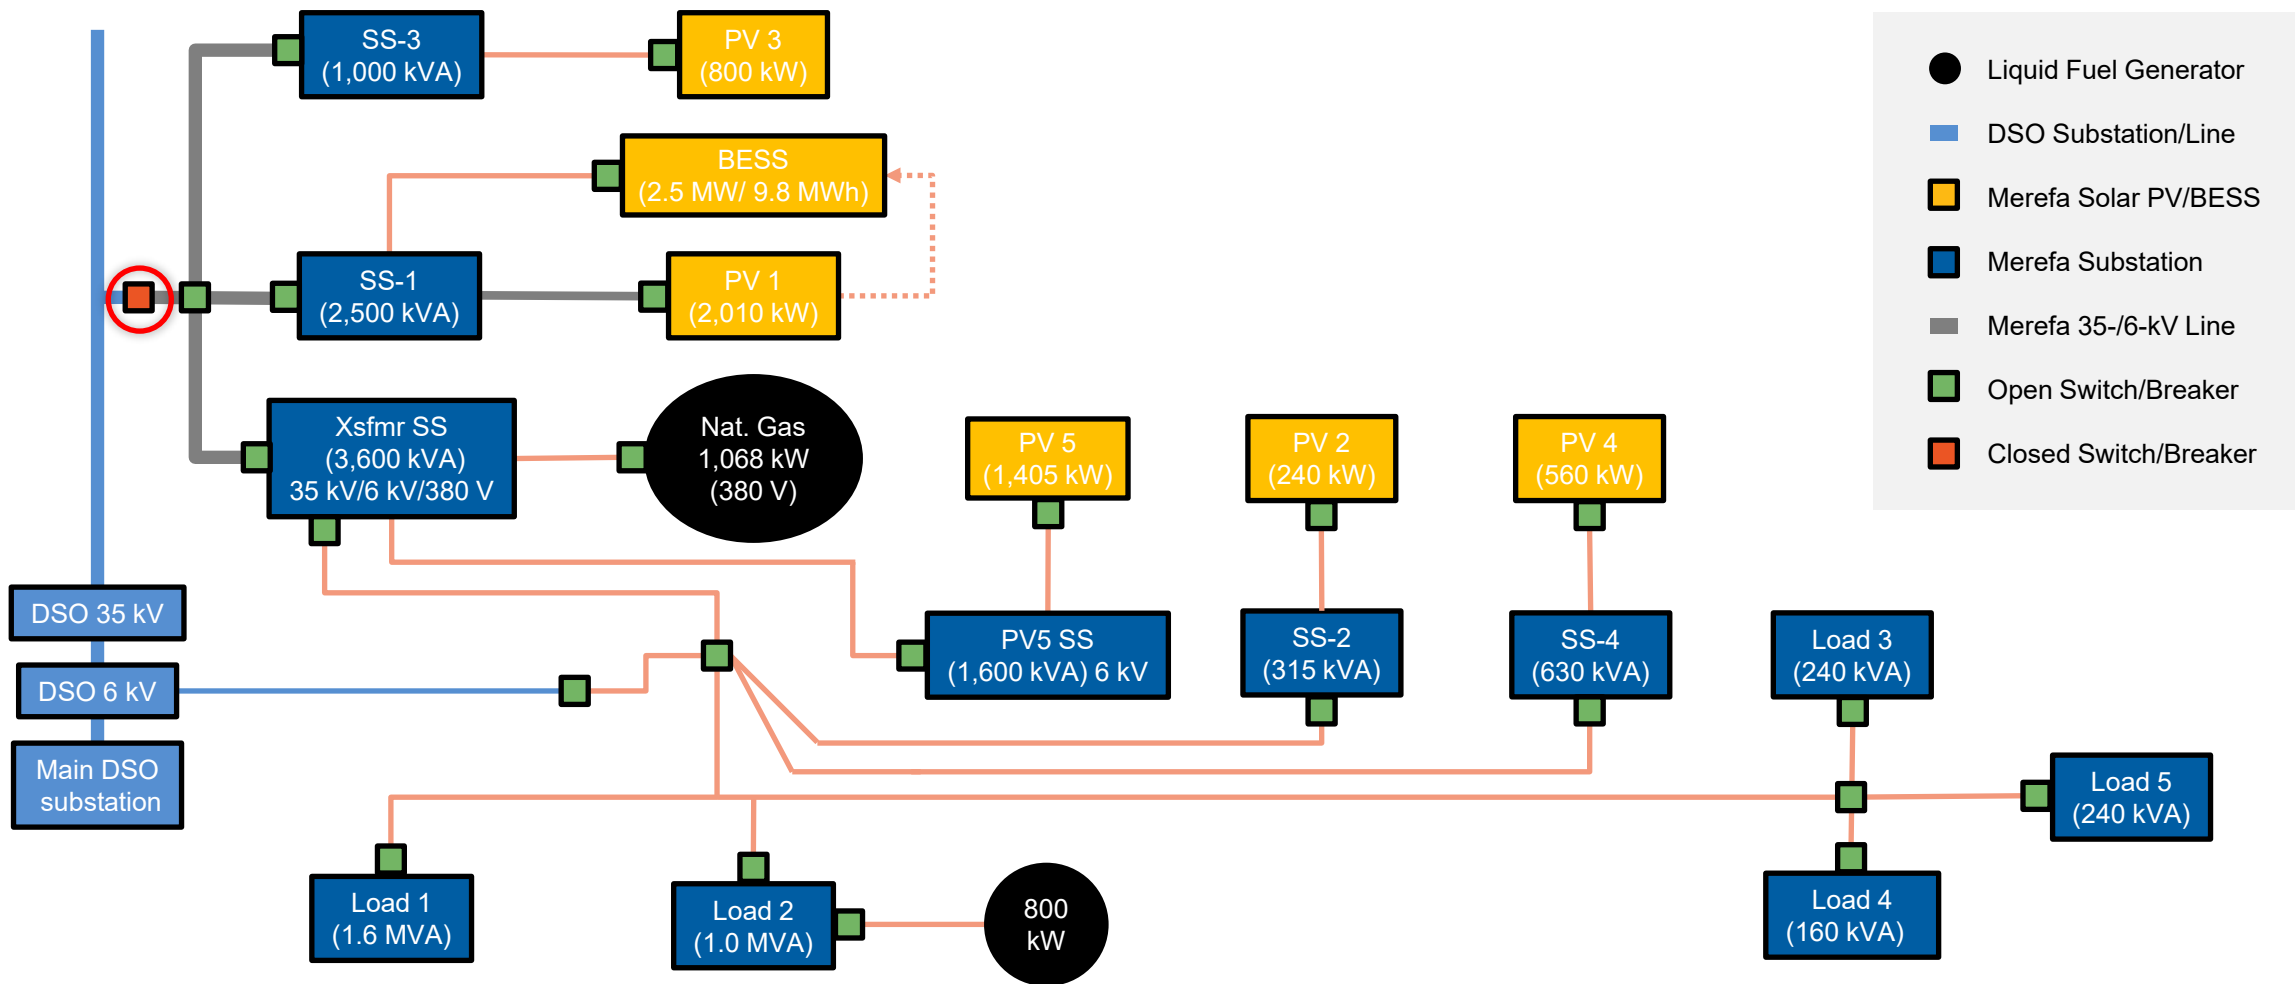 SS-3
(1,000 kVA)
PV 3
(800 kW)
BESS
(2.5 MW/ 9.8 MWh)
SS-1
(2,500 kVA)
PV 1
(2,010 kW)
Xsfmr SS
(3,600 kVA)
35 kV/6 kV/380 V
Nat. Gas
1,068 kW
(380 V)
PV 5
(1,405 kW)
PV 2
(240 kW)
PV 4
(560 kW)
DSO 35 kV
DSO 6 kV
Main DSO
substation
PV5 SS
(1,600 kVA) 6 kV
SS-2
(315 kVA)
SS-4
(630 kVA)
Load 3
(240 kVA)
Load 5
(240 kVA)
Load 1
(1.6 MVA)
Load 2
(1.0 MVA)
800
kW
Load 4
(160 kVA)
Liquid Fuel Generator
DSO Substation/Line
Merefa Solar PV/BESS
Merefa Substation
Merefa 35-/6-kV Line
Open Switch/Breaker
Closed Switch/Breaker